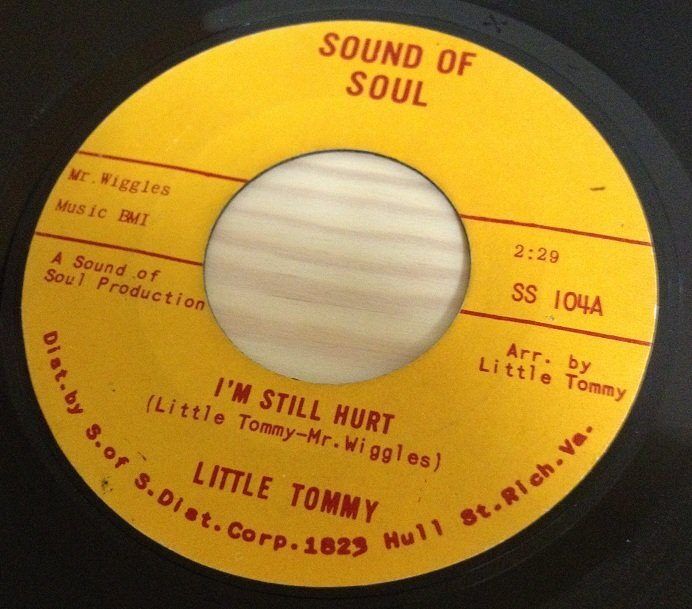 SOUND OF
SOUL
Mr.Wiggles
Music BMI
A Sound of
Soul Production
2:29
SS 104A
Arr. by
Little Tommy
I'M STILL HURT
(Little Tommy-Mr.Wiggles)
LITTLE TOMMY
Dist.by S.of S.Dist.Corp.1823 Hull St.Rich.Va.